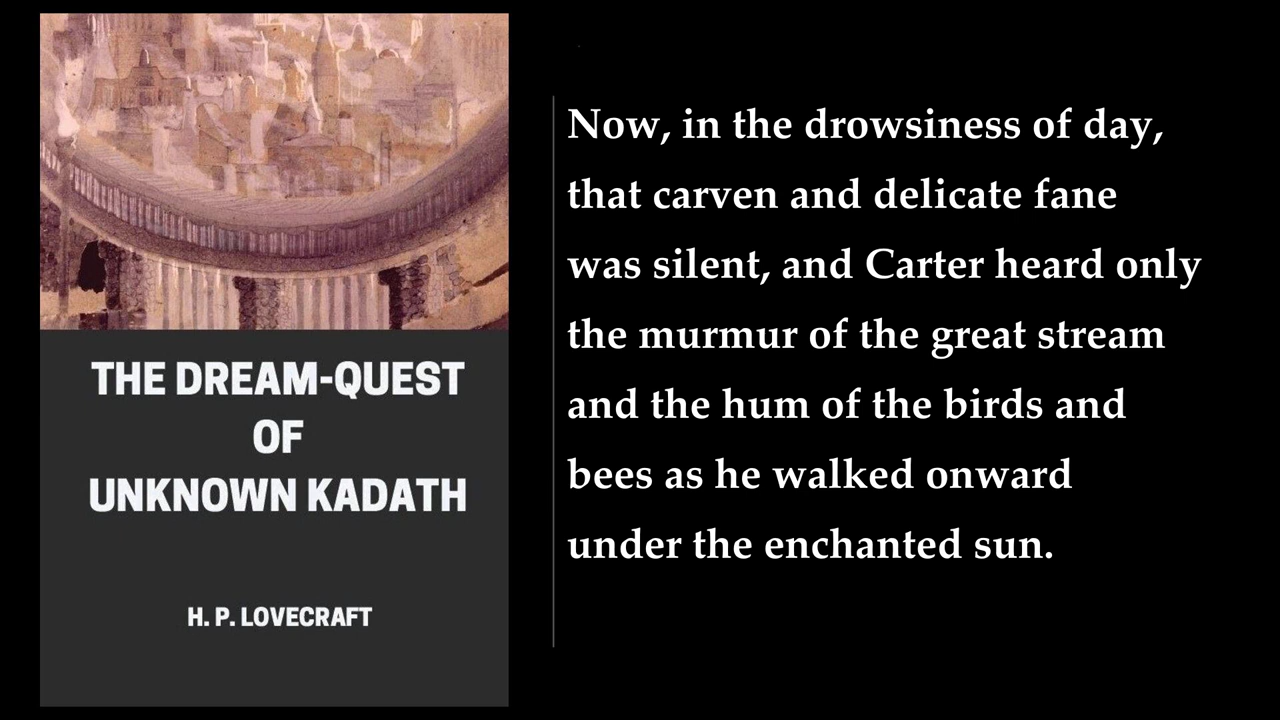 THE DREAM-QUEST
OF
UNKNOWN KADATH
H. P. LOVECRAFT
Now, in the drowsiness of day,
that carven and delicate fane
was silent, and Carter heard only
the murmur of the great stream
and the hum of the birds and
bees as he walked onward
under the enchanted sun.